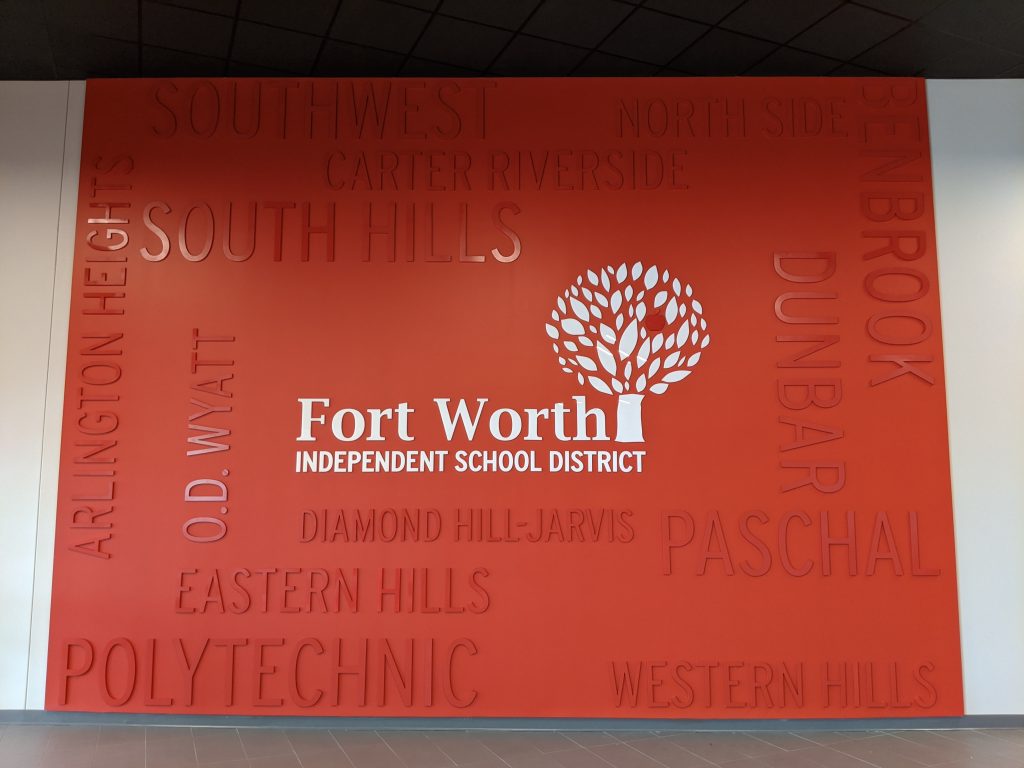 SOUTHWEST
NORTH SIDE
BENBROOK
CARTER RIVERSIDE
ARLINGTON HEIGHTS
SOUTH HILLS
DUNBAR
O.D. WYATT
Fort Worth
INDEPENDENT SCHOOL DISTRICT
DIAMOND HILL-JARVIS
PASCHAL
EASTERN HILLS
POLYTECHNIC
WESTERN HILLS